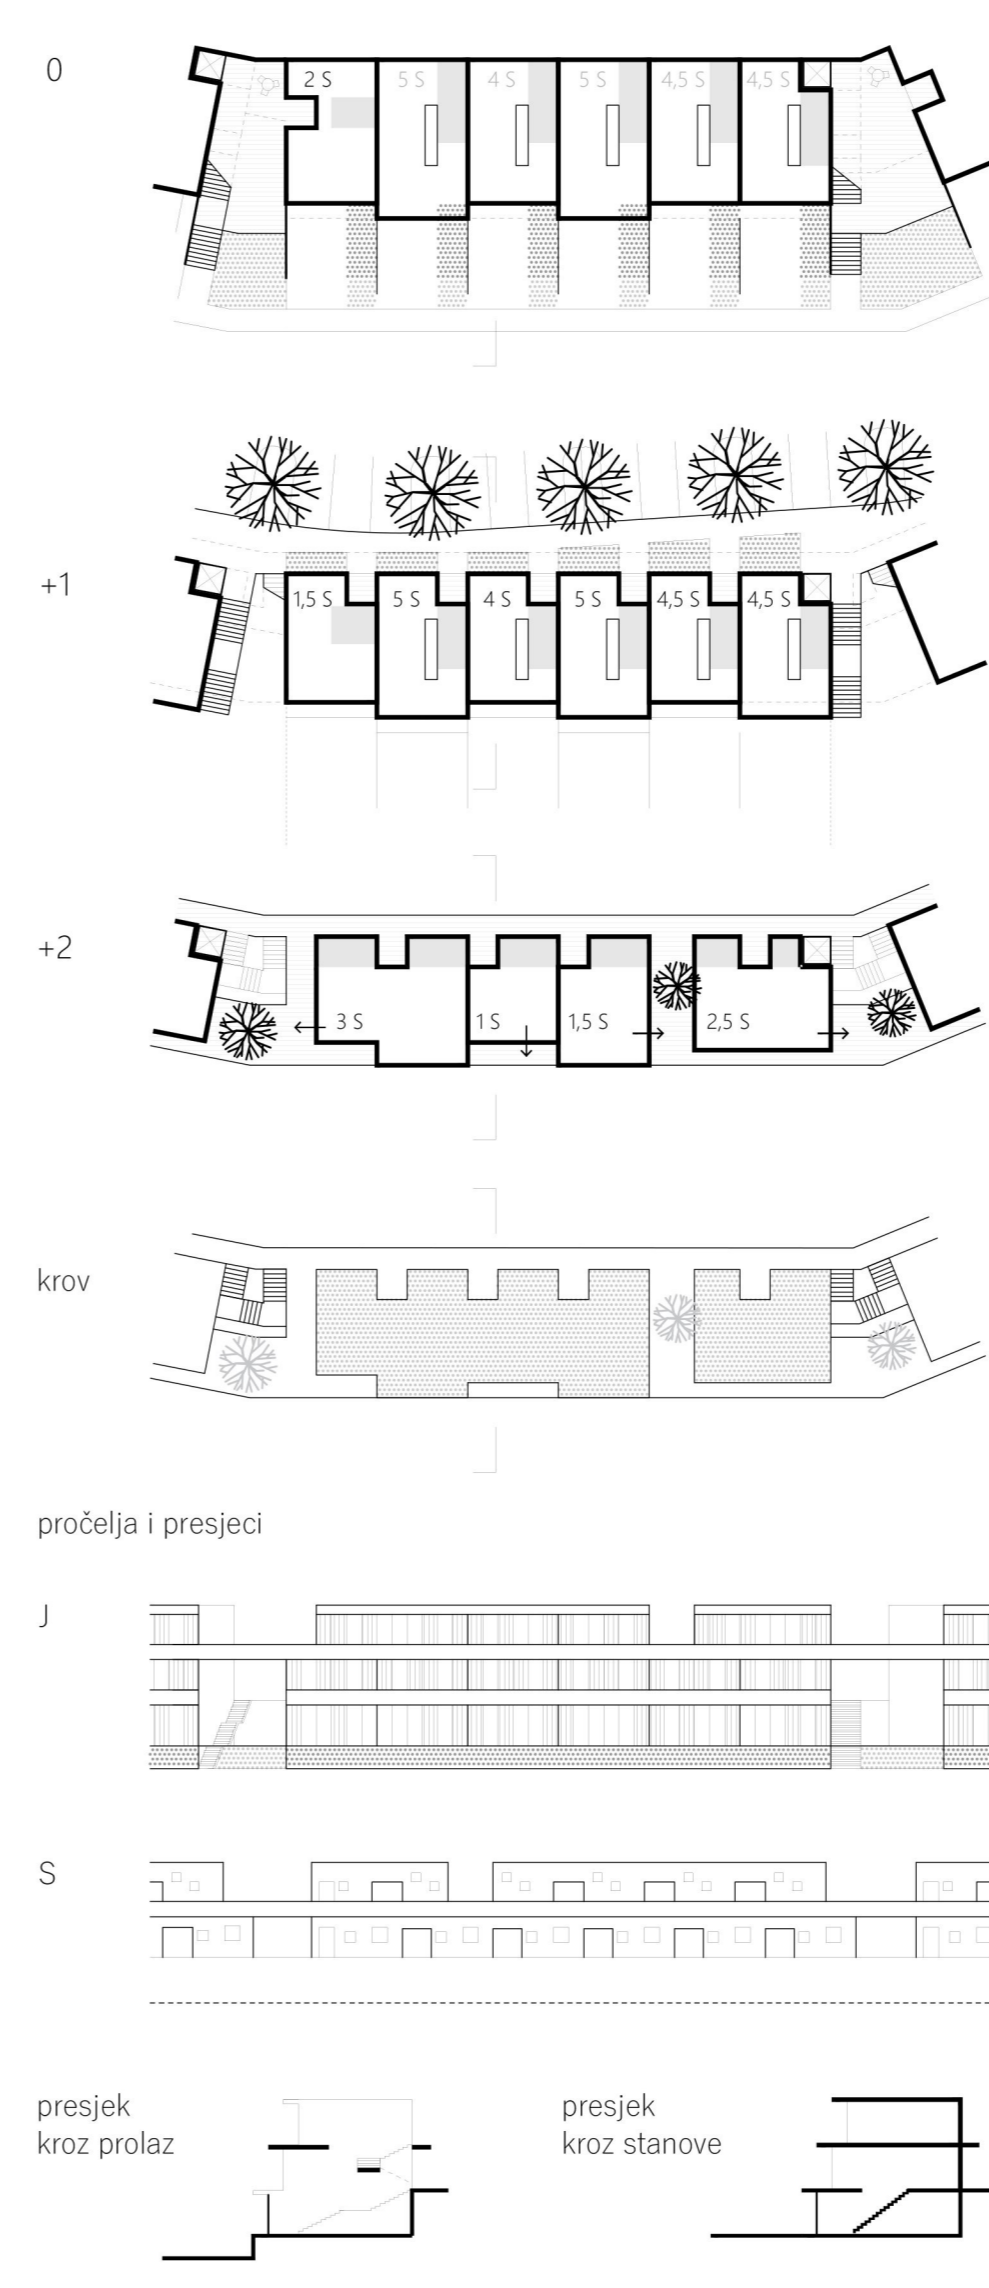 0
2 S 5 S 4 S 5 S 4,5 S 4,5 S
+1
1,5 S 5 S 4 S 5 S 4,5 S 4,5 S
+2
3 S 1 S 1,5 S 2,5 S
krov
pročelja i presjeci
J
S
presjek
kroz prolaz
presjek
kroz stanove